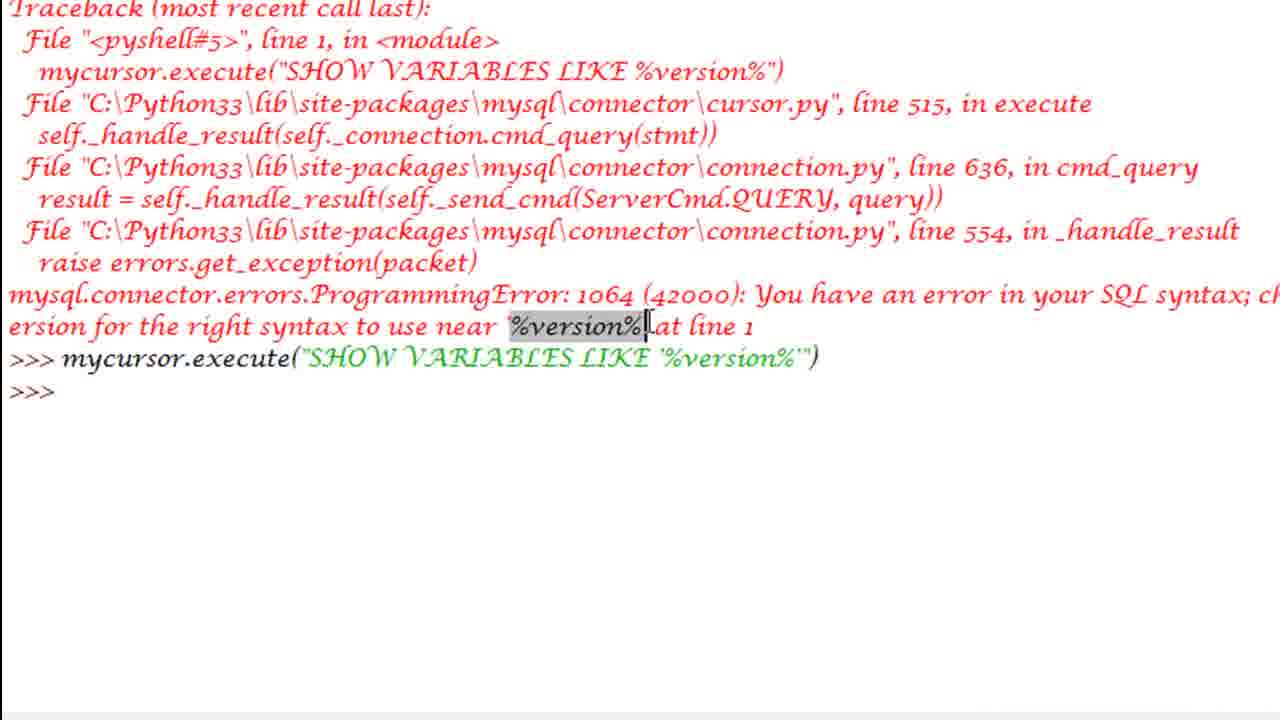 Traceback (most recent call last):
File "<pyshell#5>", line 1, in <module>
mycursor.execute("SHOW VARIABLES LIKE %version%")
File "C:\Python33\lib\site-packages\mysql\connector\cursor.py", line 515, in execute
self._handle_result(self._connection.cmd_query(stmt))
File "C:\Python33\lib\site-packages\mysql\connector\connection.py", line 636, in cmd_query
result = self._handle_result(self._send_cmd(ServerCmd.QUERY, query))
File "C:\Python33\lib\site-packages\mysql\connector\connection.py", line 554, in _handle_result
raise errors.get_exception(packet)
mysql.connector.errors.ProgrammingError: 1064 (42000): You have an error in your SQL syntax; ch
ersion for the right syntax to use near '%version%' at line 1
>>> mycursor.execute("SHOW VARIABLES LIKE '%version%'")
>>>